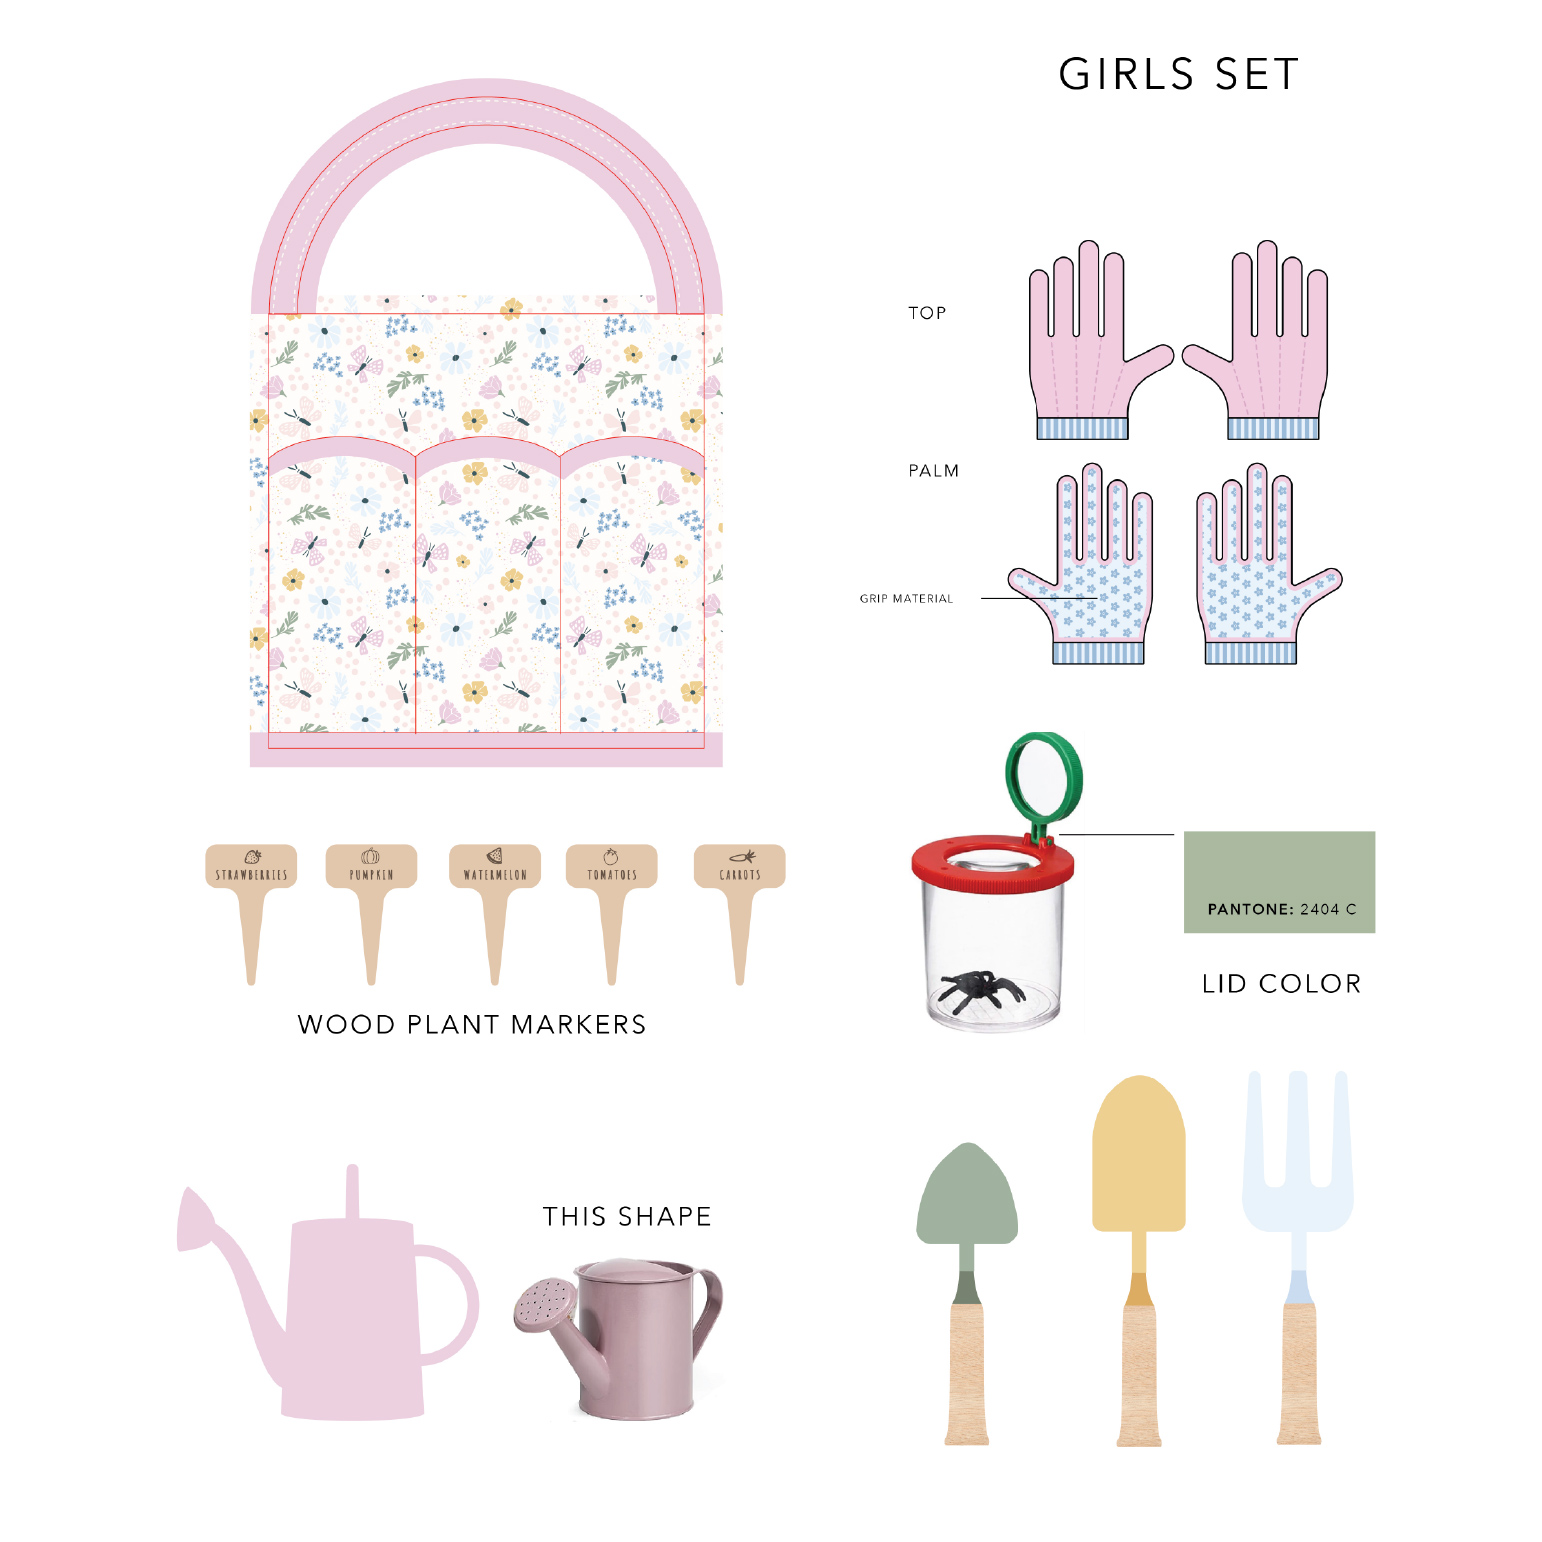 GIRLS SET
TOP
PALM
GRIP MATERIAL
STRAWBERRIES
PUMPKIN
WATERMELON
TOMATOES
CARROTS
WOOD PLANT MARKERS
PANTONE: 2404 C
LID COLOR
THIS SHAPE